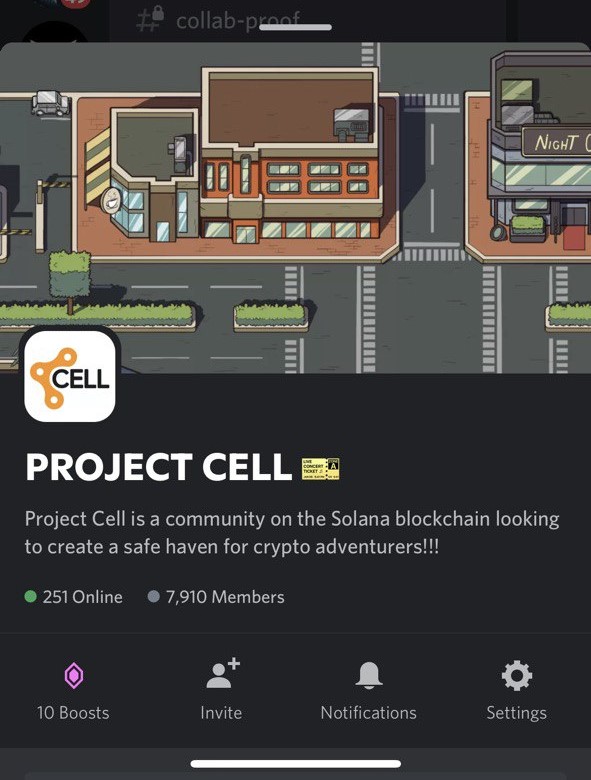 collab-proof
NIGHT
CELL
PROJECT CELL
LIVE
CONCERT
TICKET
A
Project Cell is a community on the Solana blockchain looking
to create a safe haven for crypto adventurers!!!
251 Online 7,910 Members
10 Boosts Invite Notifications Settings